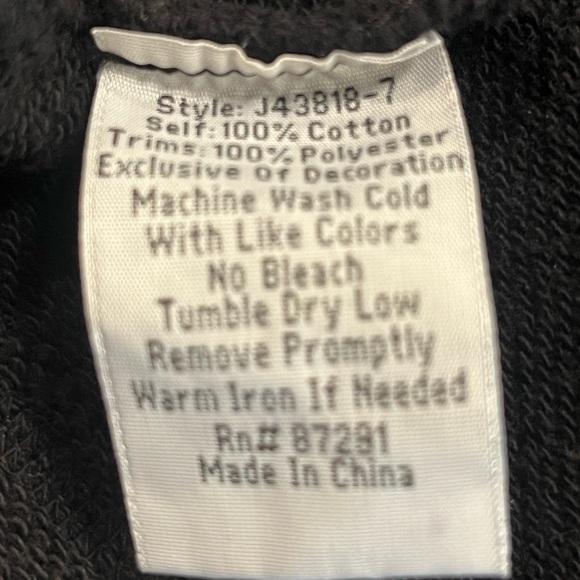 Style: J43818-7
Self: 100% Cotton
Trims: 100% Polyester
Exclusive Of Decoration
Machine Wash Cold
With Like Colors
No Bleach
Tumble Dry Low
Remove Promptly
Warm Iron If Needed
Rn# 87291
Made In China